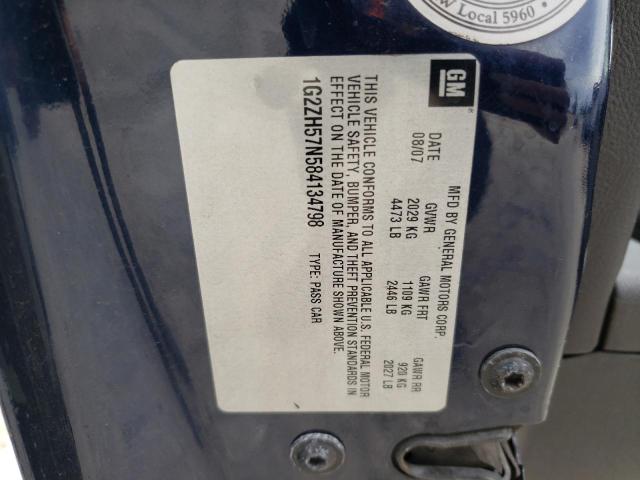 W Local 5960
GM
MFD BY GENERAL MOTORS CORP.
DATE GVWR GAWR FRT GAWR RR
08/07 2029 KG 1109 KG 920 KG
4473 LB 2446 LB 2027 LB
THIS VEHICLE CONFORMS TO ALL APPLICABLE U.S. FEDERAL MOTOR
VEHICLE SAFETY, BUMPER, AND THEFT PREVENTION STANDARDS IN
EFFECT ON THE DATE OF MANUFACTURE SHOWN ABOVE.
1G2ZH57N584134798 TYPE: PASS CAR